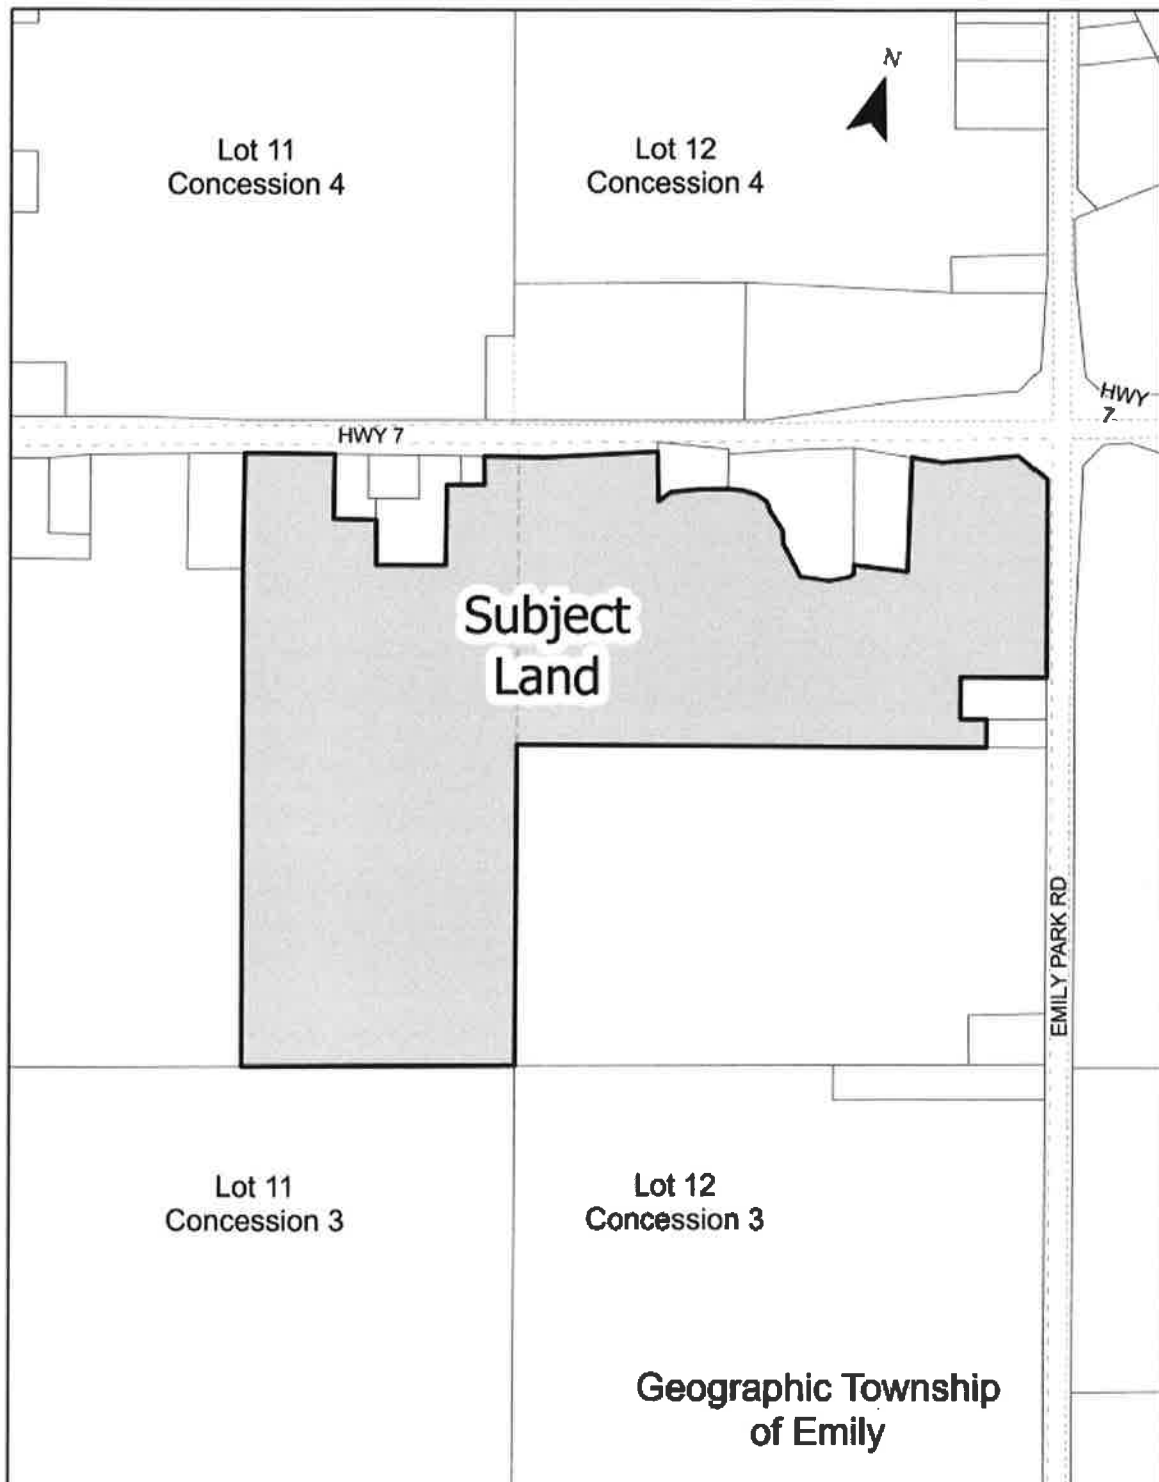 N
Lot 11
Concession 4
Lot 12
Concession 4
HWY
7
HWY 7
Subject
Land
EMILY PARK RD
Lot 11
Concession 3
Lot 12
Concession 3
Geographic Township
of Emily